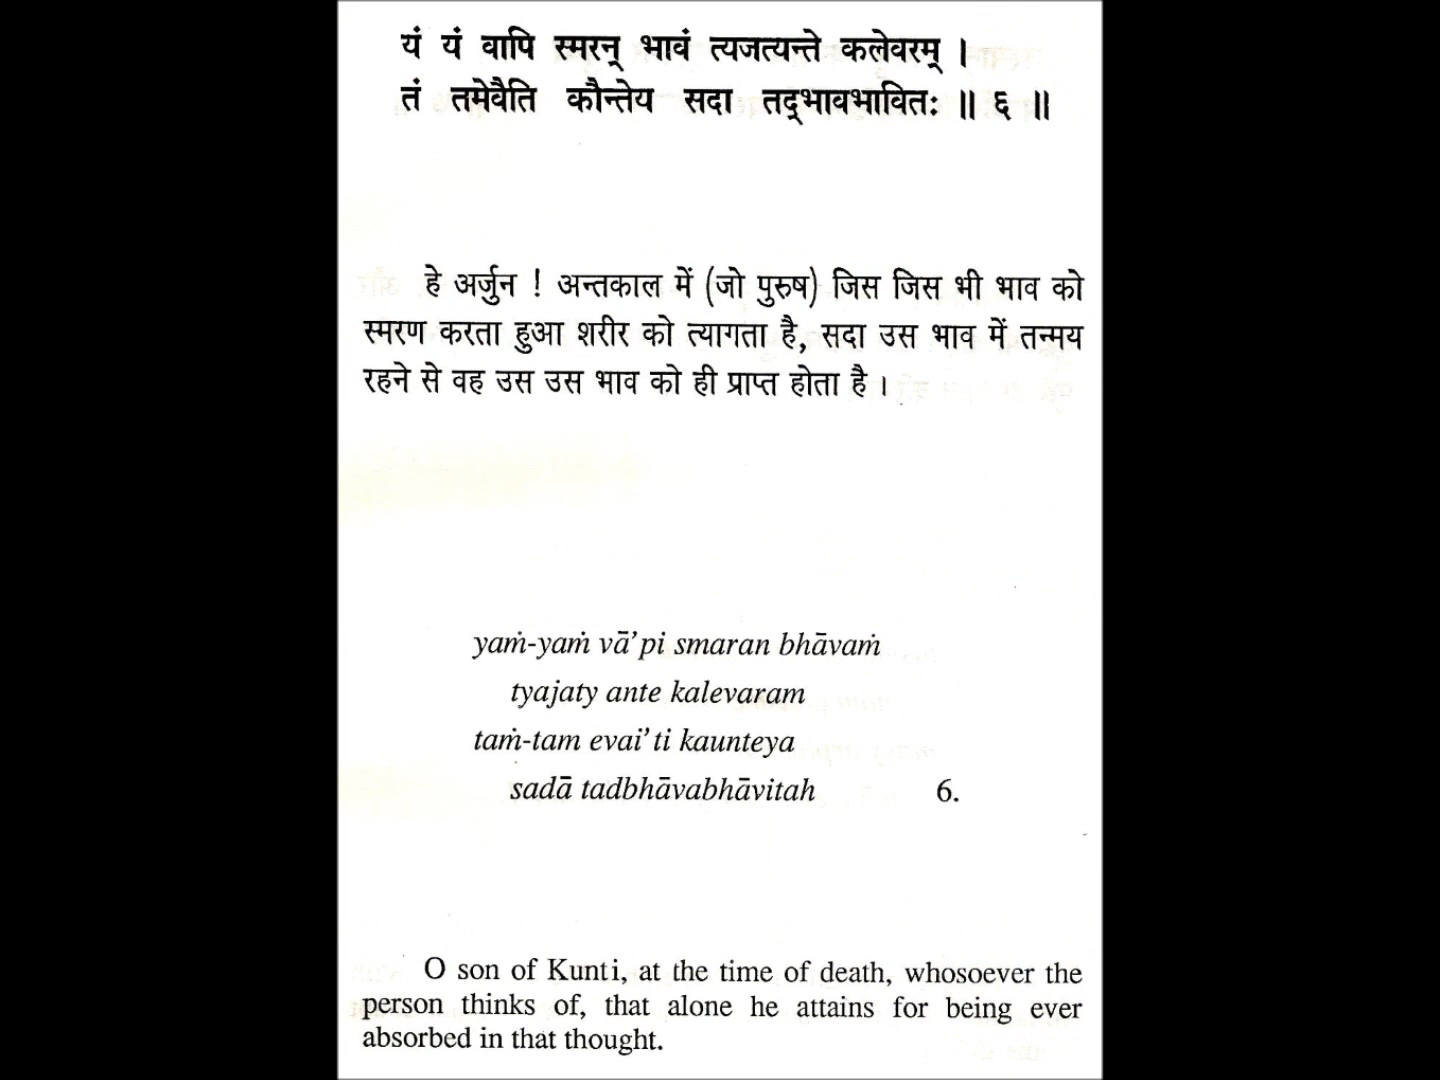 यं यं वापि स्मरन् भावं त्यजत्यन्ते कलेवरम् ।
तं तमेवैति कौन्तेय सदा तद्भावभावितः ॥ ६ ॥
हे अर्जुन ! अन्तकाल में (जो पुरुष) जिस जिस भी भाव को
स्मरण करता हुआ शरीर को त्यागता है, सदा उस भाव में तन्मय
रहने से वह उस उस भाव को ही प्राप्त होता है ।
yaṁ-yaṁ vā'pi smaran bhāvaṁ
tyajaty ante kalevaram
taṁ-tam evai'ti kaunteya
sadā tadbhāvabhāvitah 6.
O son of Kunti, at the time of death, whosoever the
person thinks of, that alone he attains for being ever
absorbed in that thought.